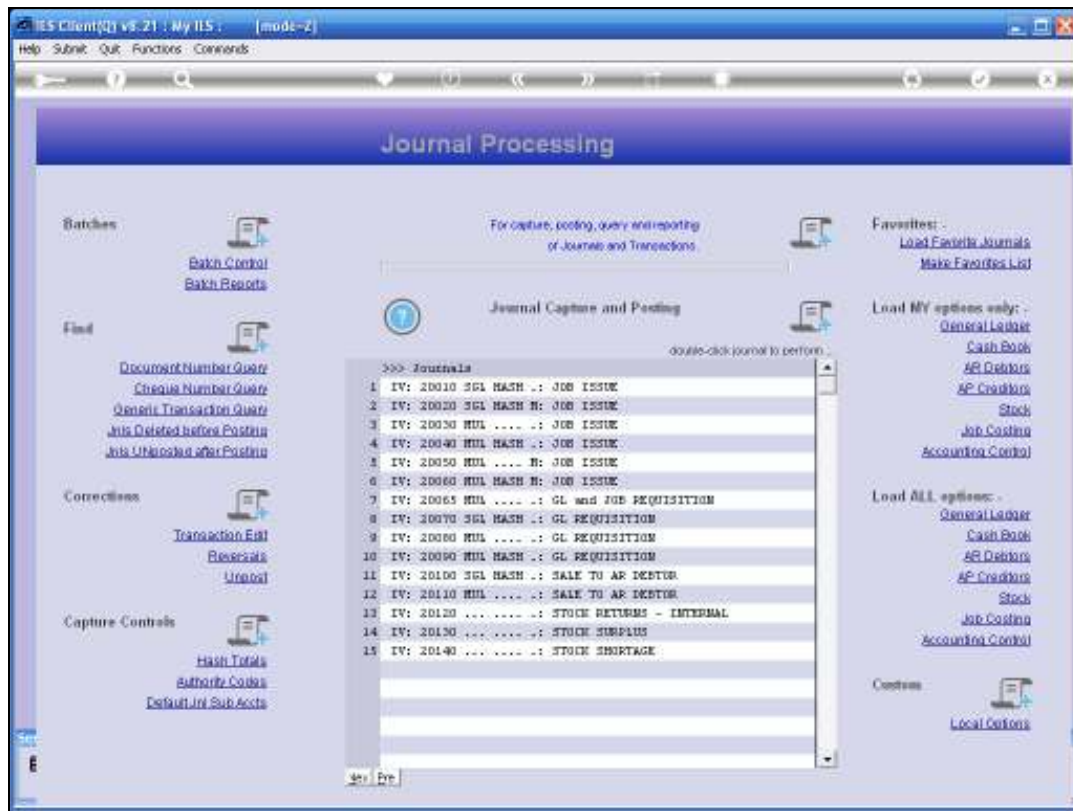 IES Client(Q) v8.21 : My IES : [mode=Z]
Help Submit Quit Functions Commands
Journal Processing
Batches
Batch Control
Batch Reports
Find
Document Number Query
Cheque Number Query
Generic Transaction Query
Jnls Deleted before Posting
Jnls UNposted after Posting
Corrections
Transaction Edit
Reversals
Unpost
Capture Controls
Hash Totals
Authority Codes
Default Jnl Sub Accts
For capture, posting, query and reporting
of Journals and Transactions
Journal Capture and Posting
double-click journal to perform ..
>>> Journals
1 IV: 20010 SGL HASH .: JOB ISSUE
2 IV: 20020 SGL HASH N: JOB ISSUE
3 IV: 20030 MUL .... .: JOB ISSUE
4 IV: 20040 MUL HASH .: JOB ISSUE
5 IV: 20050 MUL .... N: JOB ISSUE
6 IV: 20060 MUL HASH N: JOB ISSUE
7 IV: 20065 MUL .... .: GL and JOB REQUISITION
8 IV: 20070 SGL HASH .: GL REQUISITION
9 IV: 20080 MUL .... .: GL REQUISITION
10 IV: 20090 MUL HASH .: GL REQUISITION
11 IV: 20100 SGL HASH .: SALE TO AR DEBTOR
12 IV: 20110 MUL .... .: SALE TO AR DEBTOR
13 IV: 20120 ... .... .: STOCK RETURNS - INTERNAL
14 IV: 20130 ... .... .: STOCK SURPLUS
15 IV: 20140 ... .... .: STOCK SHORTAGE
Nex Pre
Favorites: .
Load Favorite Journals
Make Favorites List
Load MY options only: .
General Ledger
Cash Book
AR Debtors
AP Creditors
Stock
Job Costing
Accounting Control
Load ALL options: .
General Ledger
Cash Book
AR Debtors
AP Creditors
Stock
Job Costing
Accounting Control
Custom
Local Options